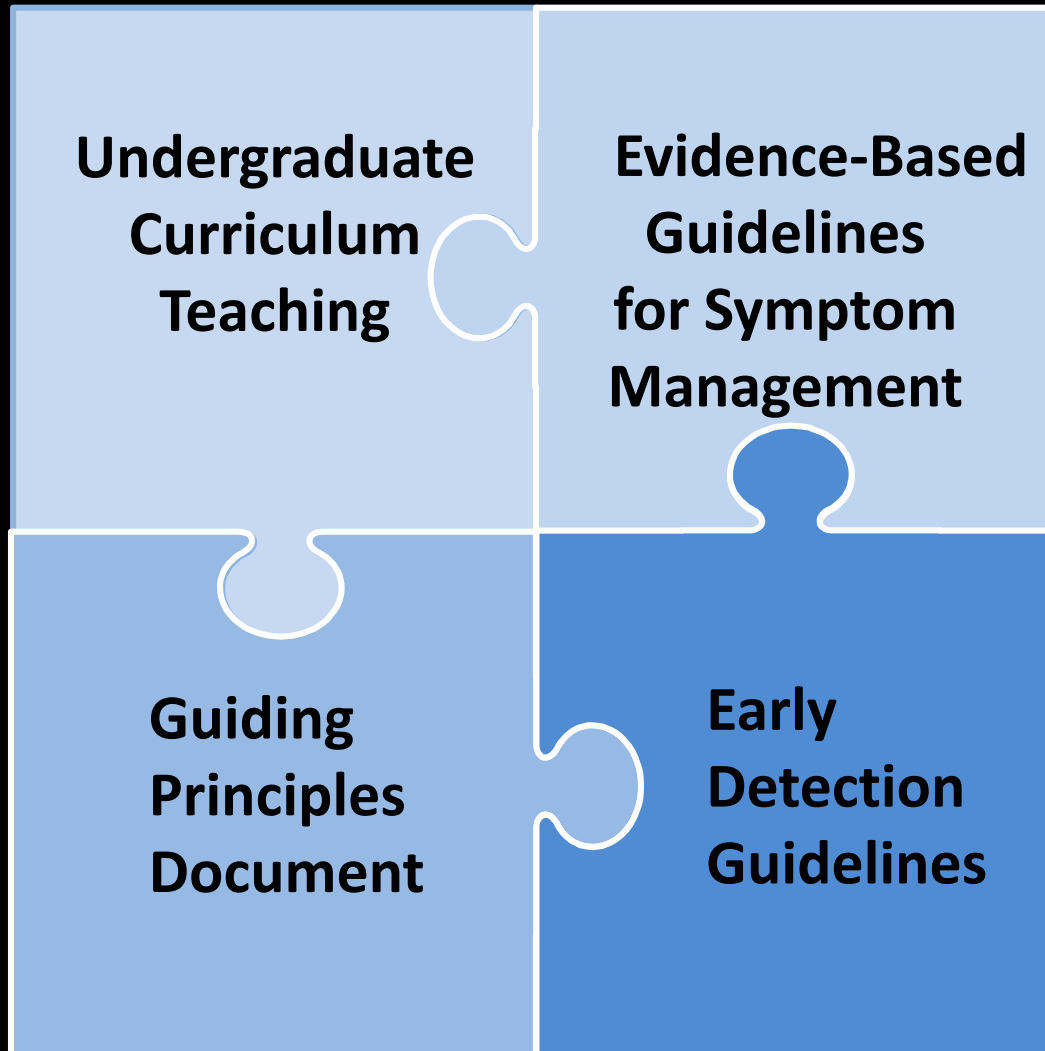 Undergraduate
Curriculum
Teaching
Evidence-Based
Guidelines
for Symptom
Management
Guiding
Principles
Document
Early
Detection
Guidelines